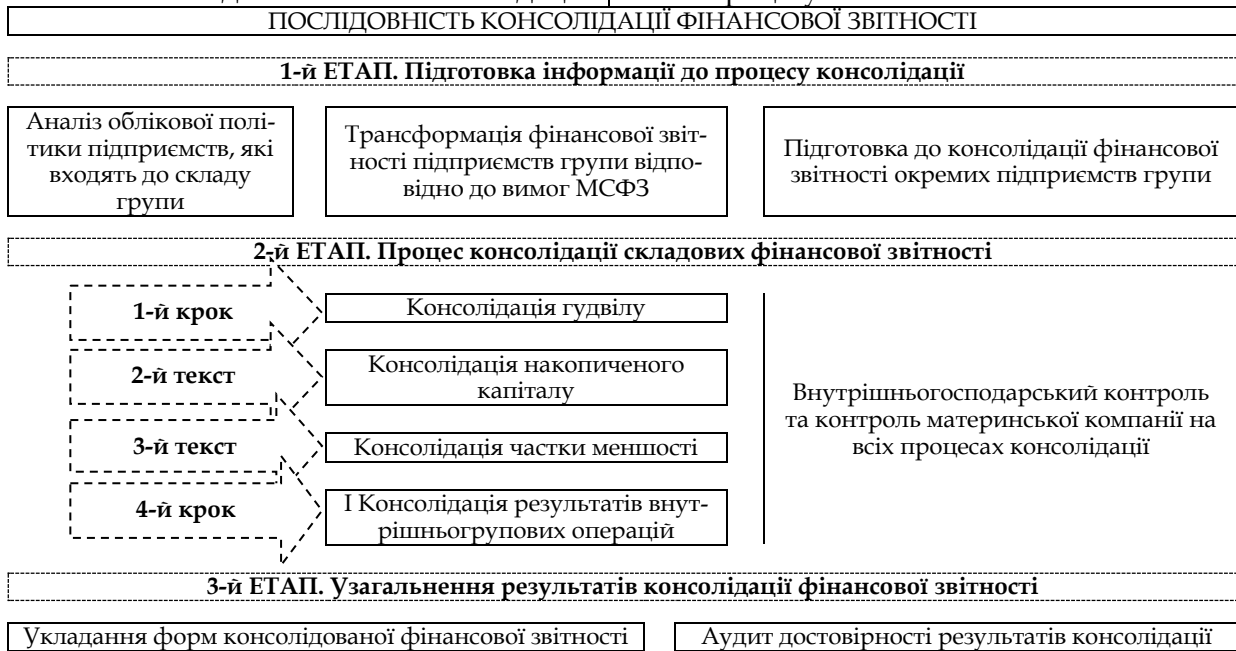 ПОСЛІДОВНІСТЬ КОНСОЛІДАЦІЇ ФІНАНСОВОЇ ЗВІТНОСТІ
1-й ЕТАП. Підготовка інформації до процесу консолідації
Аналіз облікової полі-
тики підприємств, які
входять до складу
групи
Трансформація фінансової звіт-
ності підприємств групи відпо-
відно до вимог МСФЗ
Підготовка до консолідації фінансової
звітності окремих підприємств групи
2-й ЕТАП. Процес консолідації складових фінансової звітності
1-й крок
Консолідація гудвілу
2-й текст
Консолідація накопиченого
капіталу
3-й текст
Консолідація частки меншості
4-й крок
І Консолідація результатів внут-
рішньогрупових операцій
Внутрішньогосподарський контроль
та контроль материнської компанії на
всіх процесах консолідації
3-й ЕТАП. Узагальнення результатів консолідації фінансової звітності
Укладання форм консолідованої фінансової звітності
Аудит достовірності результатів консолідації